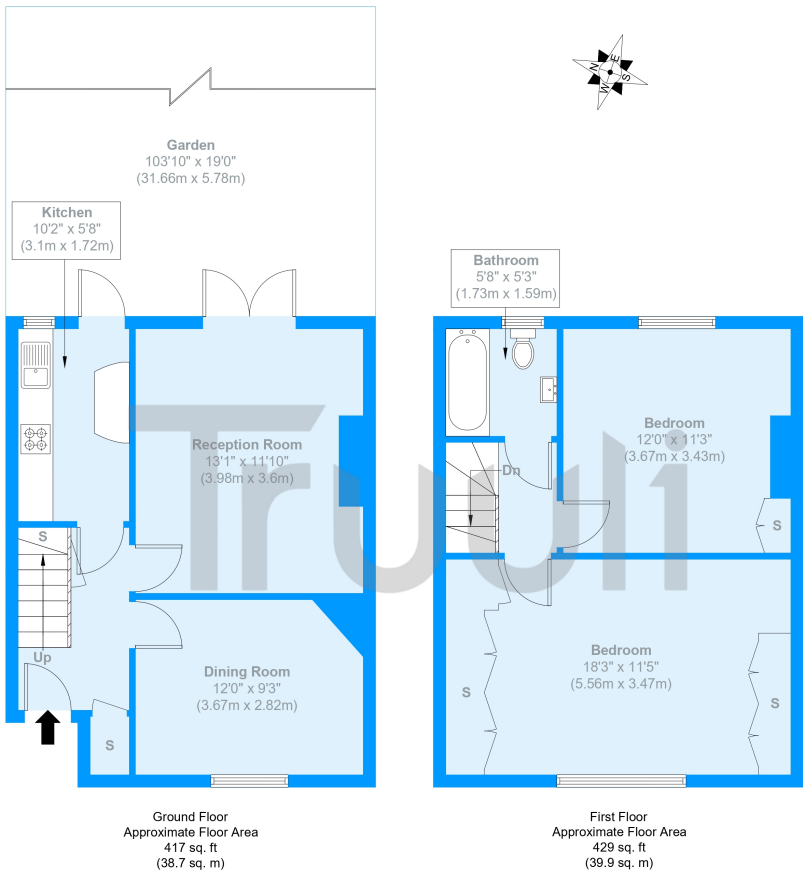 N
E
S
W
Garden
103'10" x 19'0"
(31.66m x 5.78m)
Kitchen
10'2" x 5'8"
(3.1m x 1.72m)
Bathroom
5'8" x 5'3"
(1.73m x 1.59m)
Reception Room
13'1" x 11'10"
(3.98m x 3.6m)
Bedroom
12'0" x 11'3"
(3.67m x 3.43m)
Dn
S
S
Up
Truuli
Dining Room
12'0" x 9'3"
(3.67m x 2.82m)
Bedroom
18'3" x 11'5"
(5.56m x 3.47m)
S
S
S
Ground Floor
Approximate Floor Area
417 sq. ft
(38.7 sq. m)
First Floor
Approximate Floor Area
429 sq. ft
(39.9 sq. m)